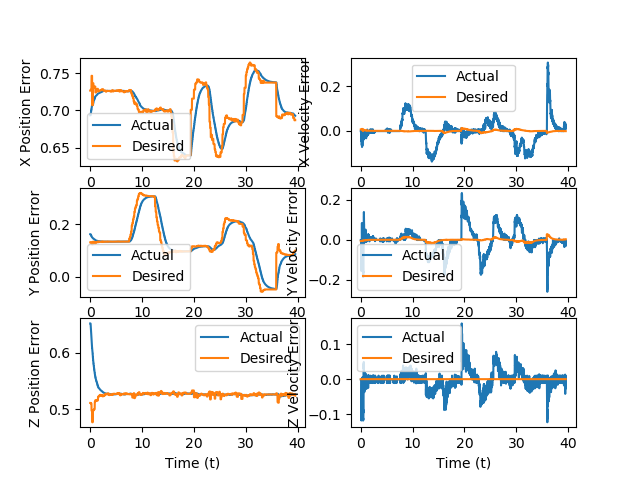 X Position Error
0.75
0.70
0.65
Actual
Desired
0 10 20 30 40
X Velocity Error
0.2
0.0
Actual
Desired
0 10 20 30 40
Y Position Error
0.2
0.0
Actual
Desired
0 10 20 30 40
Y Velocity Error
0.2
0.0
−0.2
Actual
Desired
0 10 20 30 40
Z Position Error
0.6
0.5
Actual
Desired
0 10 20 30 40
Time (t)
Z Velocity Error
0.1
0.0
−0.1
Actual
Desired
0 10 20 30 40
Time (t)